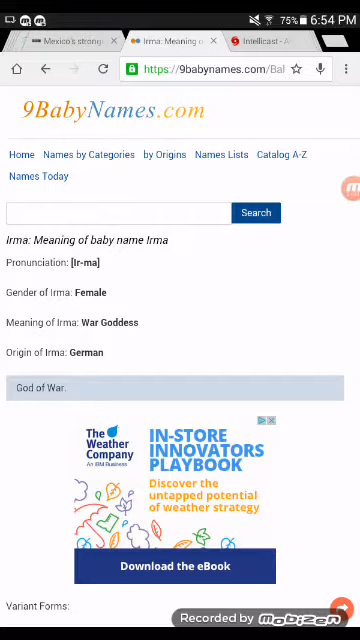 75% 6:54 PM
Mexico's strong
Irma: Meaning o
Intellicast - A
https://9babynames.com/Bal
9BabyNames.com
Home Names by Categories by Origins Names Lists Catalog A-Z
Names Today
Search
Irma: Meaning of baby name Irma
Pronunciation: [Ir-ma]
Gender of Irma: Female
Meaning of Irma: War Goddess
Origin of Irma: German
God of War.
The Weather Company
An IBM Business
IN-STORE
INNOVATORS
PLAYBOOK
Discover the
untapped potential
of weather strategy
Download the eBook
Variant Forms:
Recorded by Mobizen